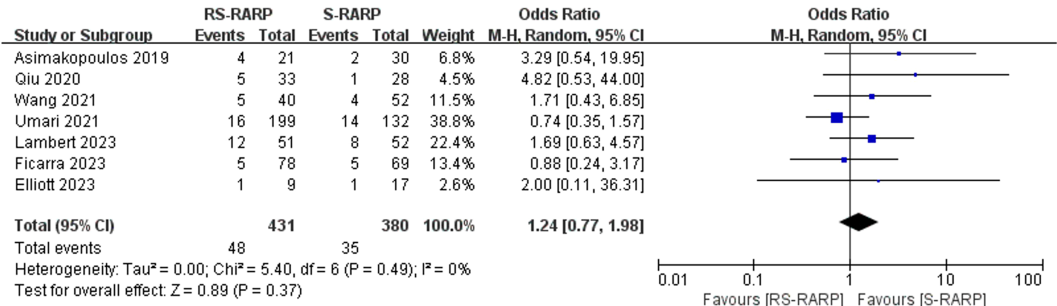 RS-RARP S-RARP Odds Ratio Odds Ratio
Study or Subgroup Events Total Events Total Weight M-H, Random, 95% CI M-H, Random, 95% CI
Asimakopoulos 2019 4 21 2 30 6.8% 3.29 [0.54, 19.95]
Qiu 2020 5 33 1 28 4.5% 4.82 [0.53, 44.00]
Wang 2021 5 40 4 52 11.5% 1.71 [0.43, 6.85]
Umari 2021 16 199 14 132 38.8% 0.74 [0.35, 1.57]
Lambert 2023 12 51 8 52 22.4% 1.69 [0.63, 4.57]
Ficarra 2023 5 78 5 69 13.4% 0.88 [0.24, 3.17]
Elliott 2023 1 9 1 17 2.6% 2.00 [0.11, 36.31]
Total (95% CI) 431 380 100.0% 1.24 [0.77, 1.98]
Total events 48 35
Heterogeneity: Tau² = 0.00; Chi² = 5.40, df = 6 (P = 0.49); I² = 0%
Test for overall effect: Z = 0.89 (P = 0.37)
0.01 0.1 1 10 100
Favours [RS-RARP] Favours [S-RARP]